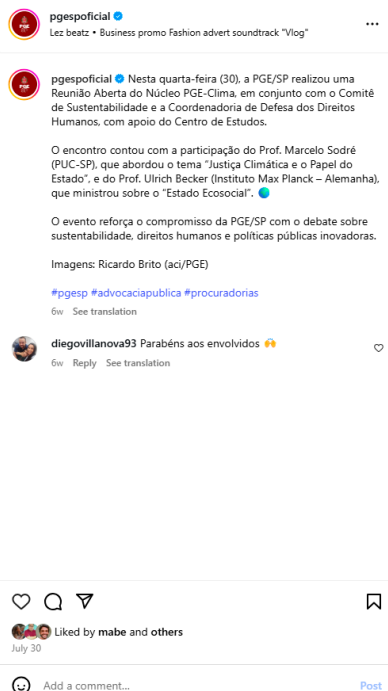 pgespoficial
Lez beatz • Business promo Fashion advert soundtrack "Vlog"
pgespoficial Nesta quarta-feira (30), a PGE/SP realizou uma
Reunião Aberta do Núcleo PGE-Clima, em conjunto com o Comitê
de Sustentabilidade e a Coordenadoria de Defesa dos Direitos
Humanos, com apoio do Centro de Estudos.
O encontro contou com a participação do Prof. Marcelo Sodré
(PUC-SP), que abordou o tema “Justiça Climática e o Papel do
Estado”, e do Prof. Ulrich Becker (Instituto Max Planck – Alemanha),
que ministrou sobre o “Estado Ecosocial”. 🌏
O evento reforça o compromisso da PGE/SP com o debate sobre
sustentabilidade, direitos humanos e políticas públicas inovadoras.
Imagens: Ricardo Brito (aci/PGE)
#pgesp #advocaciapublica #procuradorias
6w See translation
diegovillanova93 Parabéns aos envolvidos 🙌
6w Reply See translation
Liked by mabe and others
July 30
Add a comment...
Post